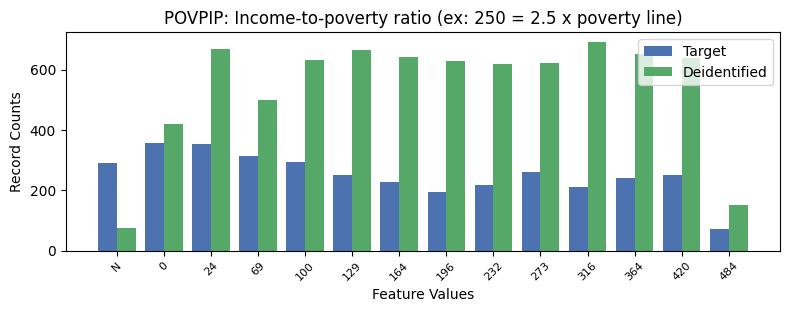 POVPIP: Income-to-poverty ratio (ex: 250 = 2.5 x poverty line)
Target
Deidentified
Record Counts
600
400
200
0
N 0 24 69 100 129 164 196 232 273 316 364 420 484
Feature Values